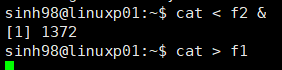 sinh98@linuxp01:~$ cat < f2 &
[1] 1372
sinh98@linuxp01:~$ cat > f1